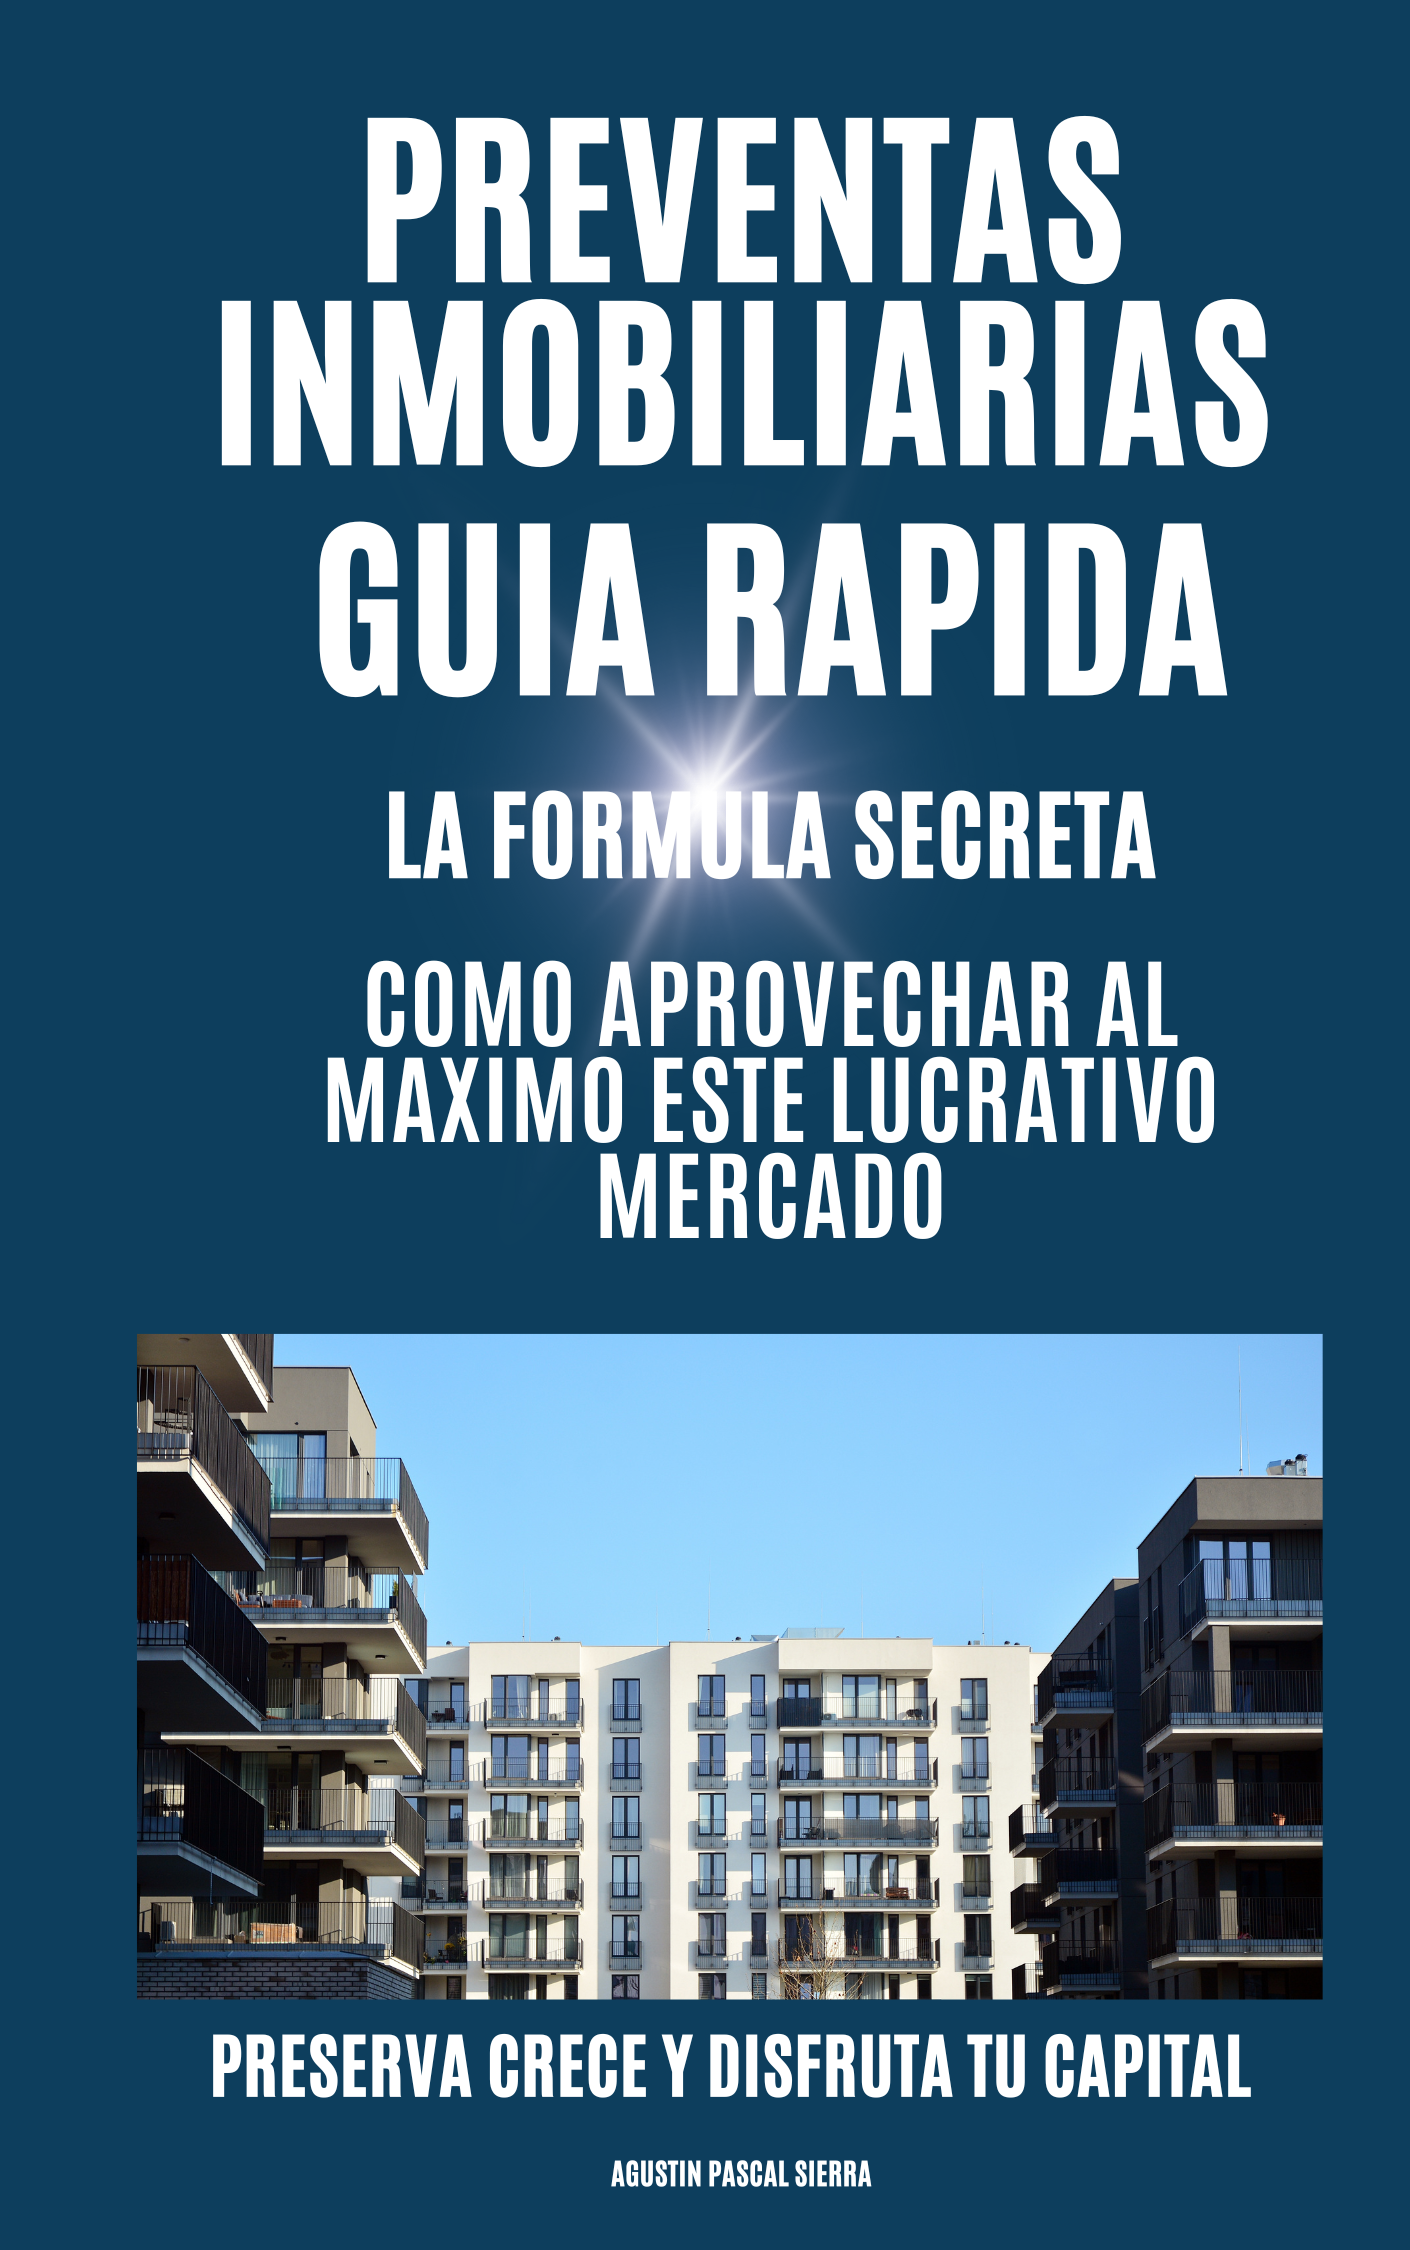 PREVENTAS
INMOBILIARIAS
GUIA RAPIDA
LA FORMULA SECRETA
COMO APROVECHAR AL
MAXIMO ESTE LUCRATIVO
MERCADO
PRESERVA CRECE Y DISFRUTA TU CAPITAL
AGUSTIN PASCAL SIERRA